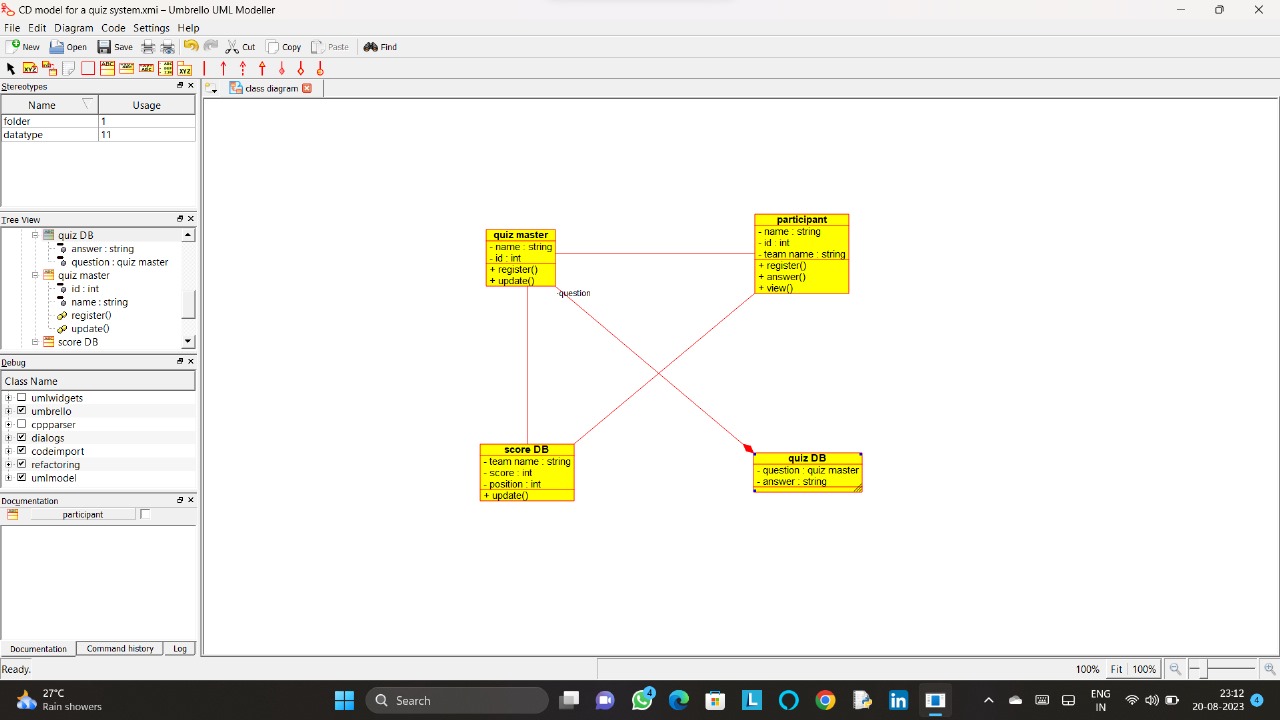 CD model for a quiz system.xmi – Umbrello UML Modeller
File Edit Diagram Code Settings Help
New Open Save Cut Copy Paste Find
Stereotypes
class diagram
Name Usage
folder 1
datatype 11
Tree View
quiz DB
answer : string
question : quiz master
quiz master
id : int
name : string
register()
update()
score DB
Debug
Class Name
umlwidgets
umbrello
cppparser
dialogs
codeimport
refactoring
umlmodel
Documentation
participant
Documentation Command history Log
quiz master
- name : string
- id : int
+ register()
+ update()
-question
participant
- name : string
- id : int
- team name : string
+ register()
+ answer()
+ view()
score DB
- team name : string
- score : int
- position : int
+ update()
quiz DB
- question : quiz master
- answer : string
Ready.
100% Fit 100%
27°C
Rain showers
Search
4
ENG
IN
23:12
20-08-2023
4